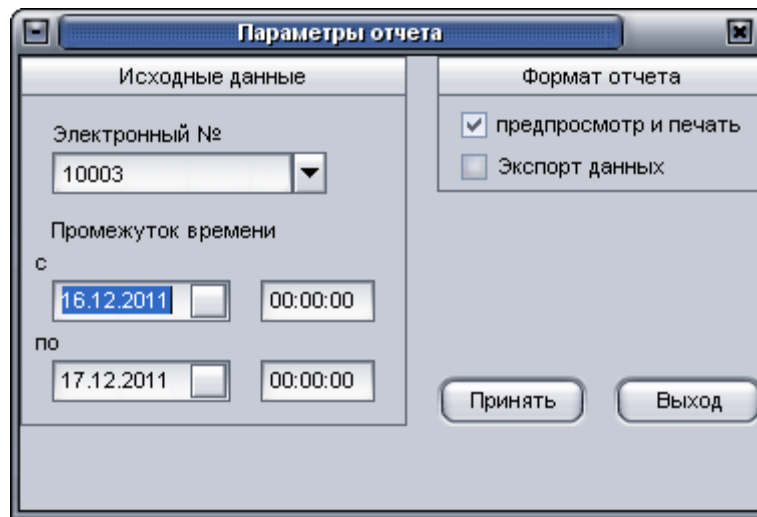 Параметры отчета
Исходные данные
Электронный №
10003
Промежуток времени
с
16.12.2011 00:00:00
по
17.12.2011 00:00:00
Формат отчета
предпросмотр и печать
Экспорт данных
Принять Выход